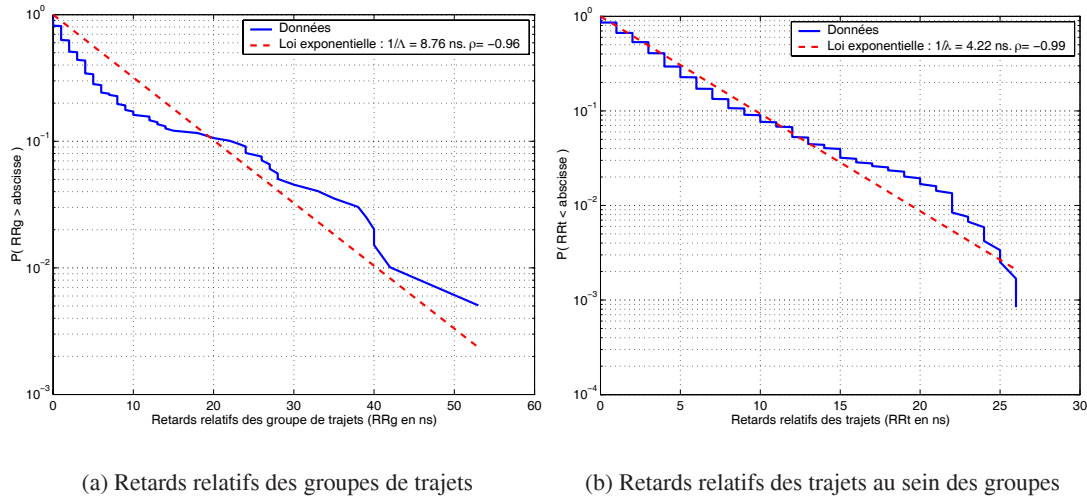 10^0
10^-1
10^-2
10^-3
P( RRg > abscisse )
Données
Loi exponentielle : 1/Λ = 8.76 ns. ρ= −0.96
0 10 20 30 40 50 60
Retards relatifs des groupe de trajets (RRg en ns)
(a) Retards relatifs des groupes de trajets
10^0
10^-1
10^-2
10^-3
10^-4
P( RRt < abscisse )
Données
Loi exponentielle : 1/λ = 4.22 ns. ρ= −0.99
0 5 10 15 20 25 30
Retards relatifs des trajets (RRt en ns)
(b) Retards relatifs des trajets au sein des groupes